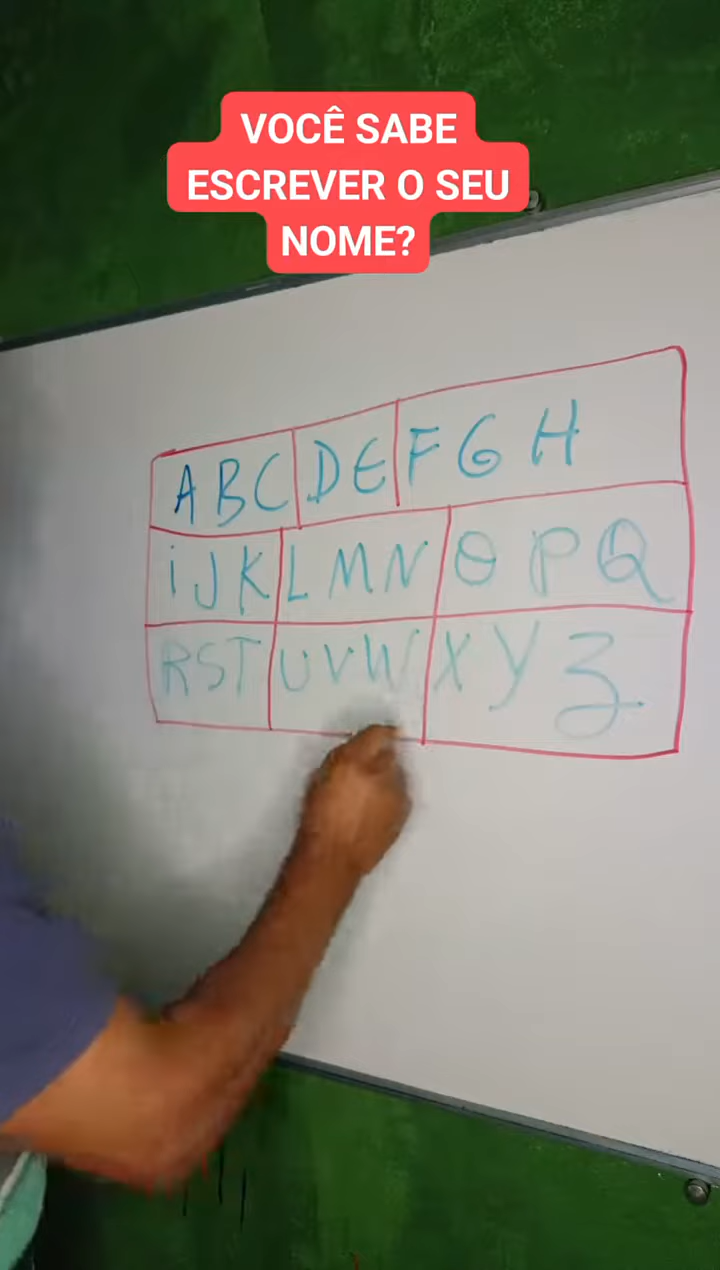 VOCÊ SABE
ESCREVER O SEU
NOME?
A B C D E F G H
i J K L M N O P Q
R S T U V W X Y Z